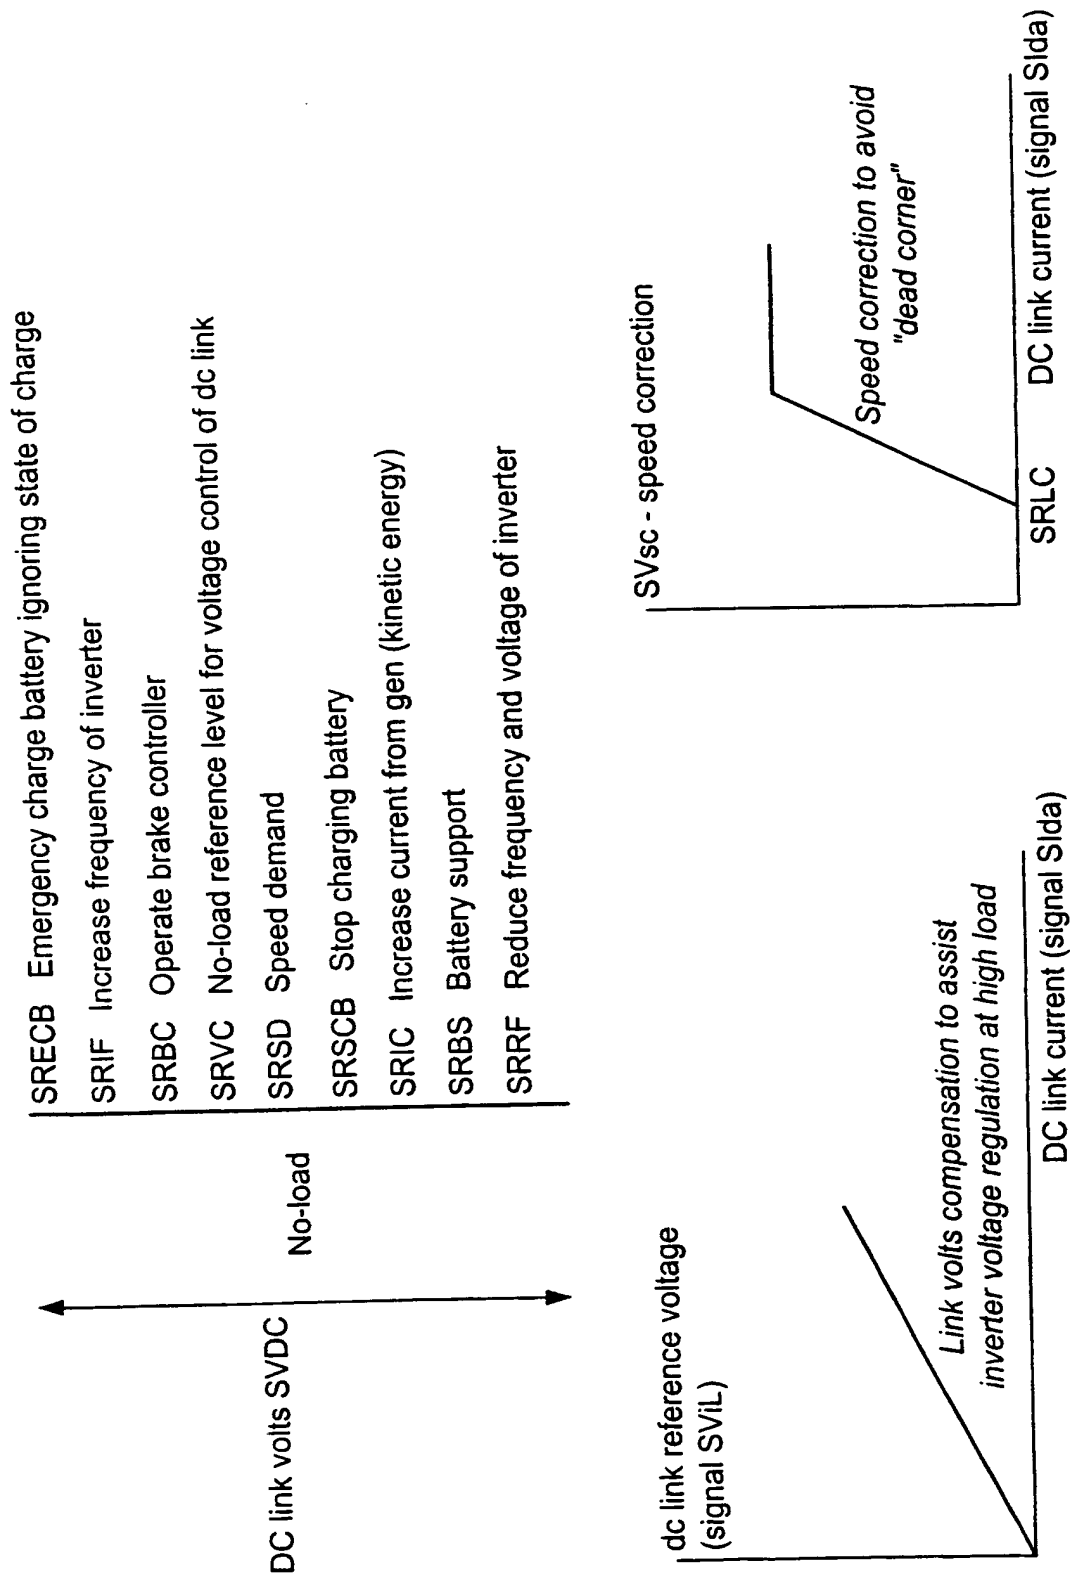 SRECB Emergency charge battery ignoring state of charge
SRIF Increase frequency of inverter
SRBC Operate brake controller
SRVC No-load reference level for voltage control of dc link
SRSD Speed demand
SRSCB Stop charging battery
SRIC Increase current from gen (kinetic energy)
SRBS Battery support
SRRF Reduce frequency and voltage of inverter
DC link volts SVDC
No-load
dc link reference voltage
(signal SViL)
Link volts compensation to assist
inverter voltage regulation at high load
DC link current (signal SIda)
SVsc - speed correction
Speed correction to avoid
"dead corner"
SRLC
DC link current (signal SIda)